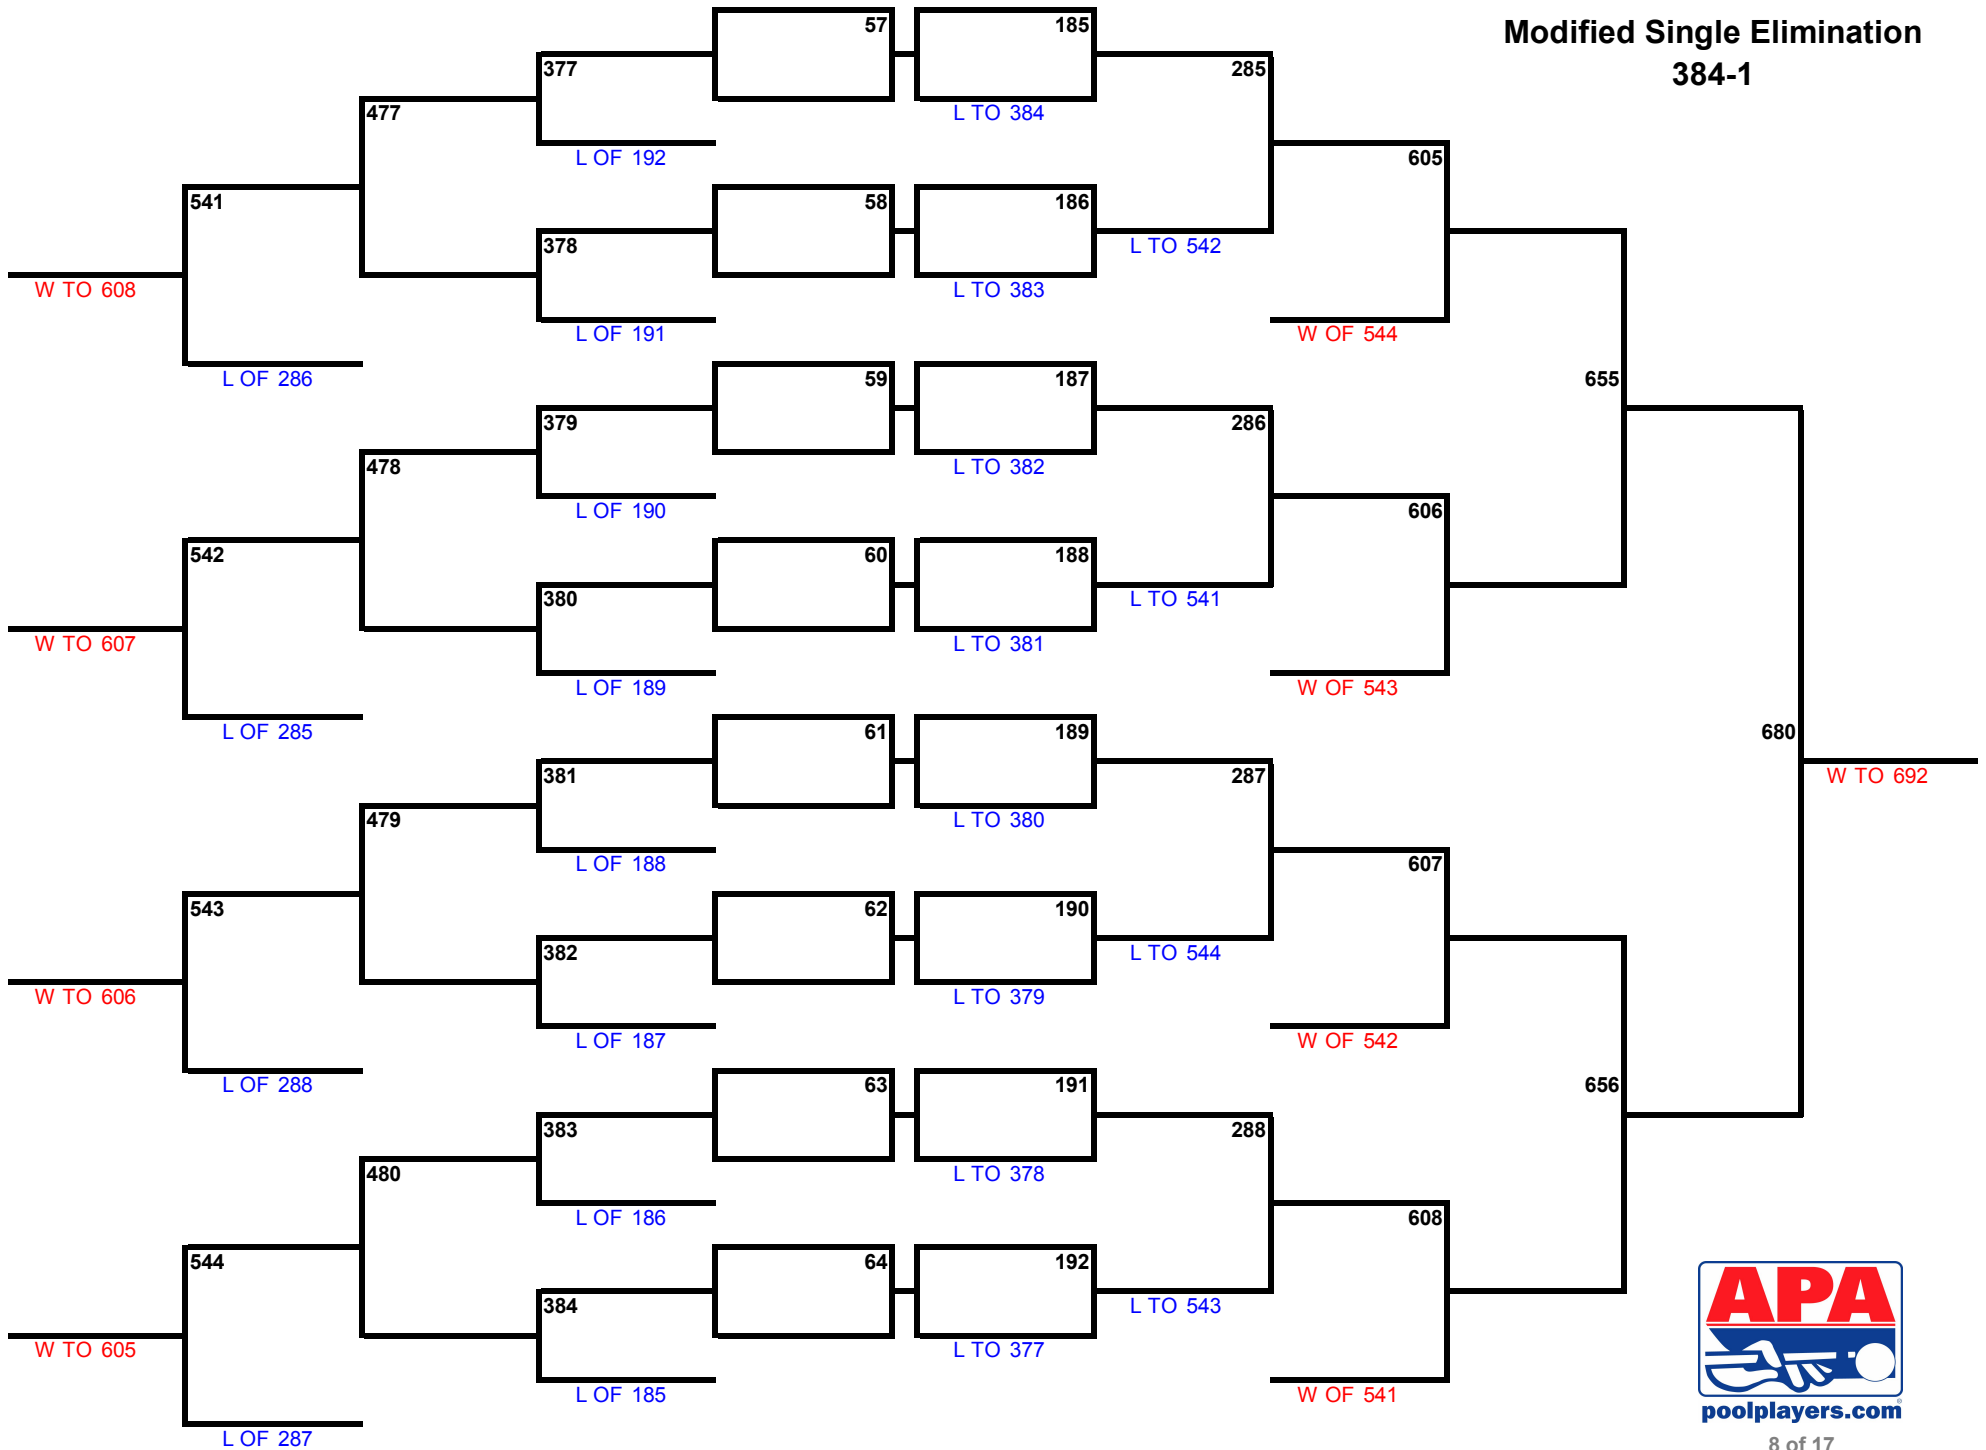 57 185 Modified Single Elimination
377 285 384-1
477 L TO 384
L OF 192 605
541 58 186
378 L TO 542
W TO 608 L TO 383
L OF 191 W OF 544
L OF 286 59 187 655
379 286
478 L TO 382
L OF 190 606
542 60 188
380 L TO 541
W TO 607 L TO 381
L OF 189 W OF 543
L OF 285 61 189 680
381 287 W TO 692
479 L TO 380
L OF 188 607
543 62 190
382 L TO 544
W TO 606 L TO 379
L OF 187 W OF 542
L OF 288 63 191 656
383 288
480 L TO 378
L OF 186 608
544 64 192
384 L TO 543
APA
W TO 605 L TO 377
L OF 185 W OF 541
poolplayers.com
L OF 287 8 of 17